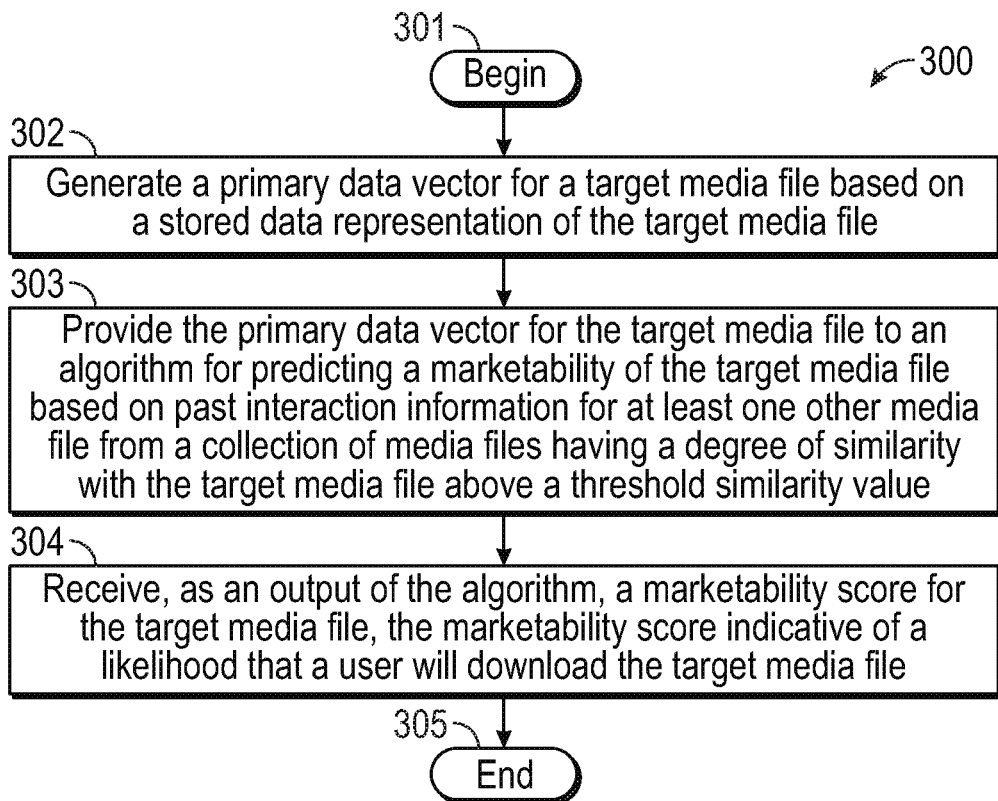 301
Begin
300
302
Generate a primary data vector for a target media file based on
a stored data representation of the target media file
303
Provide the primary data vector for the target media file to an
algorithm for predicting a marketability of the target media file
based on past interaction information for at least one other media
file from a collection of media files having a degree of similarity
with the target media file above a threshold similarity value
304
Receive, as an output of the algorithm, a marketability score for
the target media file, the marketability score indicative of a
likelihood that a user will download the target media file
305
End